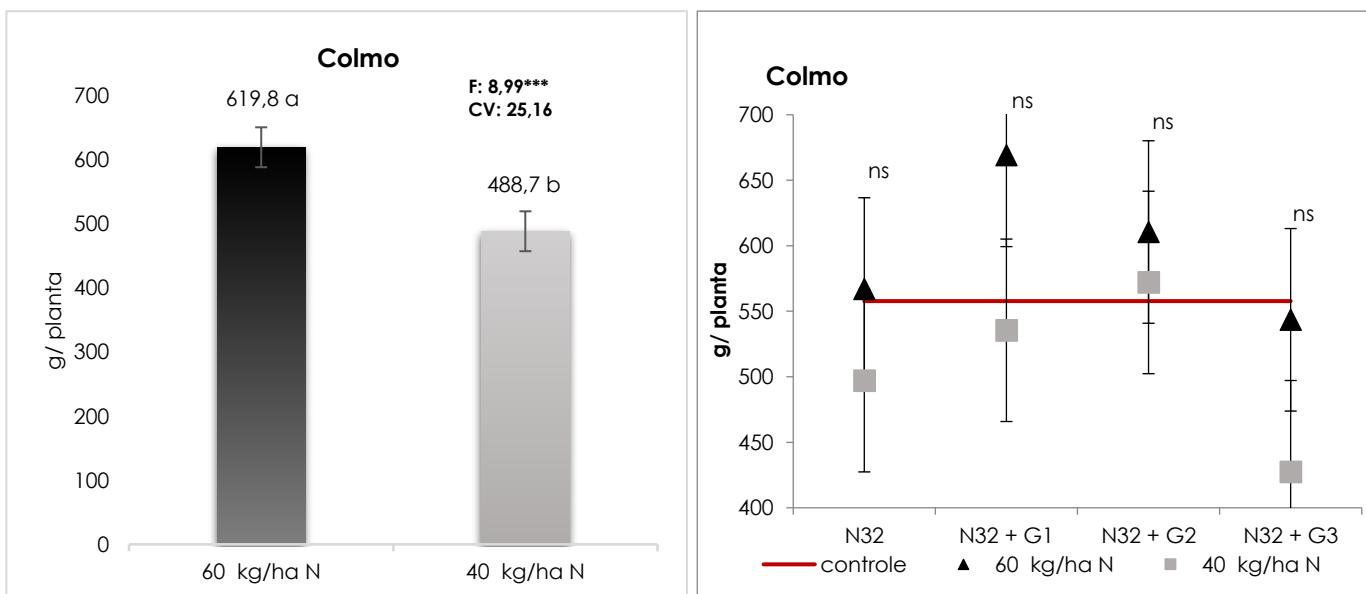 Colmo
F: 8,99***
CV: 25,16
700
600
500
400
300
200
100
0
g/ planta
619,8 a
488,7 b
60 kg/ha N
40 kg/ha N
Colmo
700
650
600
550
500
450
400
g/ planta
ns
ns
ns
ns
N32
N32 + G1
N32 + G2
N32 + G3
controle
60 kg/ha N
40 kg/ha N